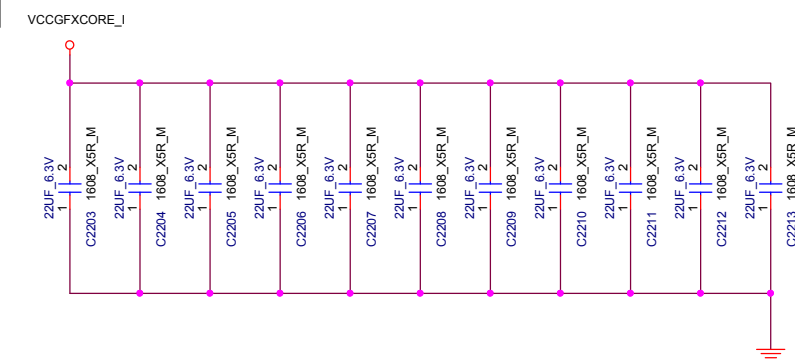 VCCGFXCORE_I
22UF_6.3V
1 2
C2203 1608_X5R_M
22UF_6.3V
1 2
C2204 1608_X5R_M
22UF_6.3V
1 2
C2205 1608_X5R_M
22UF_6.3V
1 2
C2206 1608_X5R_M
22UF_6.3V
1 2
C2207 1608_X5R_M
22UF_6.3V
1 2
C2208 1608_X5R_M
22UF_6.3V
1 2
C2209 1608_X5R_M
22UF_6.3V
1 2
C2210 1608_X5R_M
22UF_6.3V
1 2
C2211 1608_X5R_M
22UF_6.3V
1 2
C2212 1608_X5R_M
22UF_6.3V
1 2
C2213 1608_X5R_M